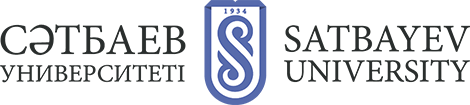 СӘТБАЕВ
УНИВЕРСИТЕТІ
1934
SATBAYEV
UNIVERSITY